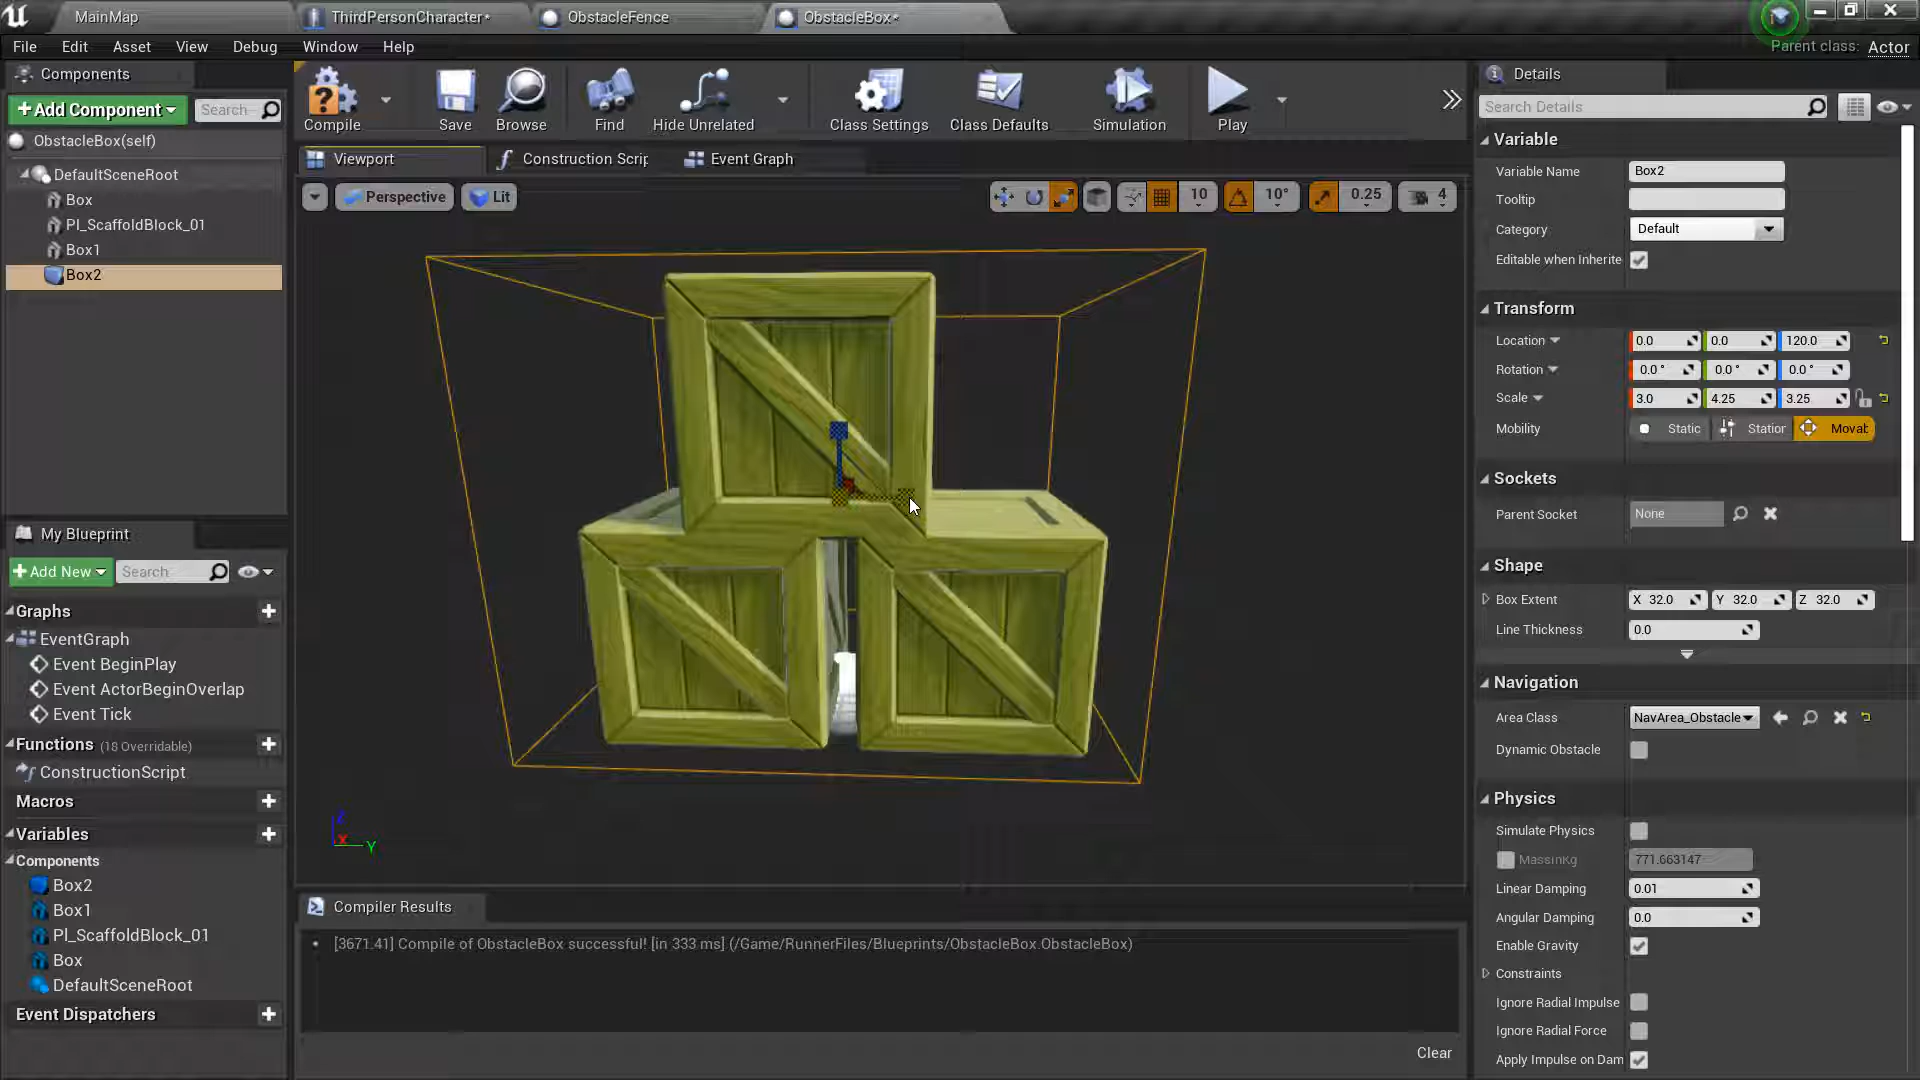 MainMap
ThirdPersonCharacter*
ObstacleFence
ObstacleBox*
File Edit Asset View Debug Window Help
Parent class: Actor
Components
+Add Component
Search
ObstacleBox(self)
DefaultSceneRoot
Box
Pl_ScaffoldBlock_01
Box1
Box2
Compile
Save
Browse
Find
Hide Unrelated
Class Settings
Class Defaults
Simulation
Play
Viewport
Construction Scrip
Event Graph
Perspective
Lit
10
10°
0.25
4
Z
X
Y
My Blueprint
+Add New
Search
Graphs
EventGraph
Event BeginPlay
Event ActorBeginOverlap
Event Tick
Functions (18 Overridable)
ConstructionScript
Macros
Variables
Components
Box2
Box1
Pl_ScaffoldBlock_01
Box
DefaultSceneRoot
Event Dispatchers
Compiler Results
[3671.41] Compile of ObstacleBox successful! [in 333 ms] (/Game/RunnerFiles/Blueprints/ObstacleBox.ObstacleBox)
Clear
Details
Search Details
Variable
Variable Name Box2
Tooltip
Category Default
Editable when Inherite
Transform
Location 0.0 0.0 120.0
Rotation 0.0° 0.0° 0.0°
Scale 3.0 4.25 3.25
Mobility Static Station Movab
Sockets
Parent Socket None
Shape
Box Extent X 32.0 Y 32.0 Z 32.0
Line Thickness 0.0
Navigation
Area Class NavArea_Obstacle
Dynamic Obstacle
Physics
Simulate Physics
MassInKg 771.663147
Linear Damping 0.01
Angular Damping 0.0
Enable Gravity
Constraints
Ignore Radial Impulse
Ignore Radial Force
Apply Impulse on Dam